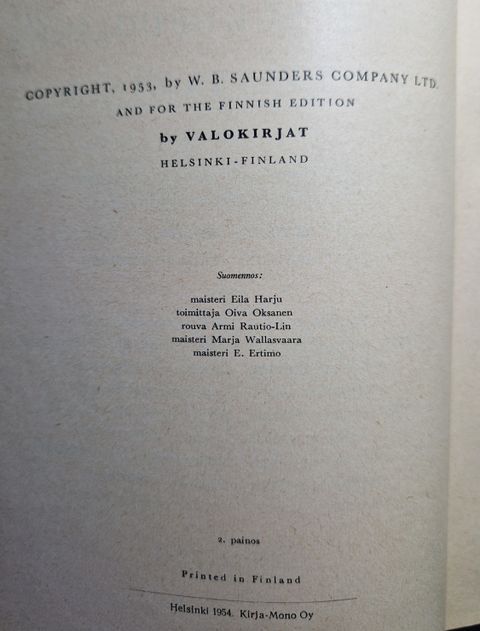 COPYRIGHT, 1953, by W. B. SAUNDERS COMPANY LTD.
AND FOR THE FINNISH EDITION
by VALOKIRJAT
HELSINKI-FINLAND
Suomennos:
maisteri Eila Harju
toimittaja Oiva Oksanen
rouva Armi Rautio-Lin
maisteri Marja Wallasvaara
maisteri E. Ertimo
2. painos
Printed in Finland
Helsinki 1954. Kirja-Mono Oy